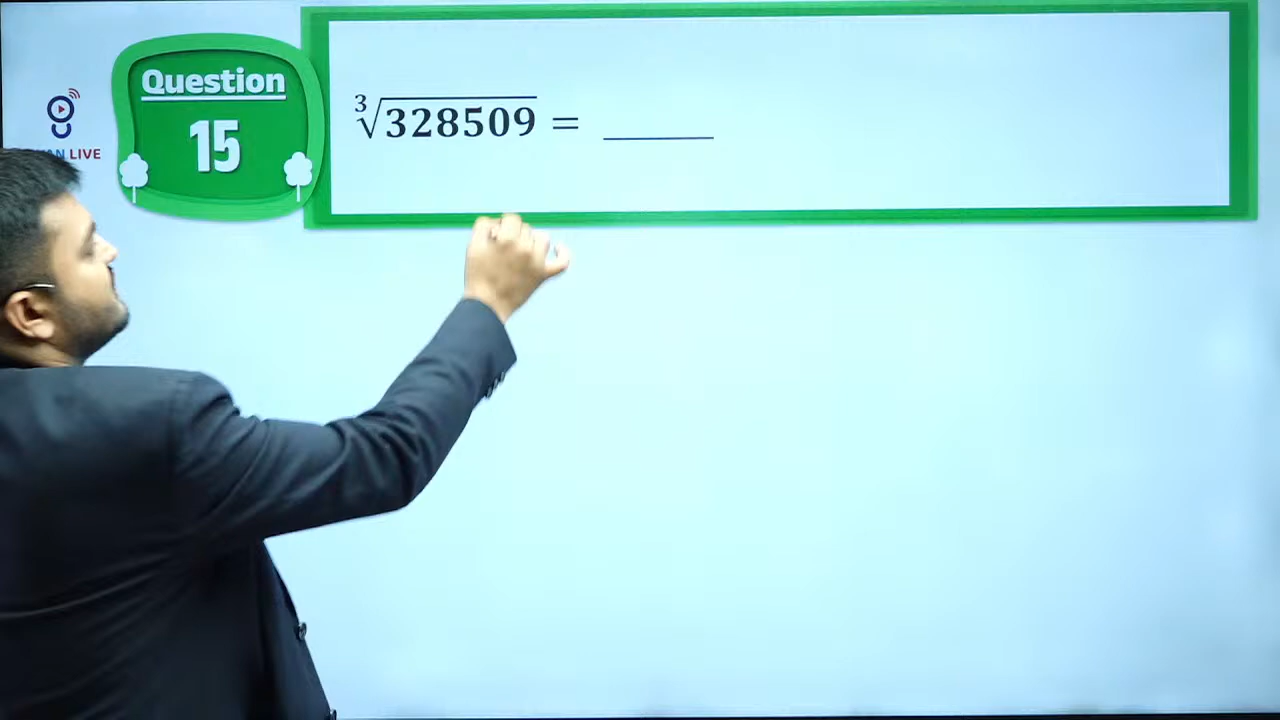 Question
15
∛328509 = ______
LIVE